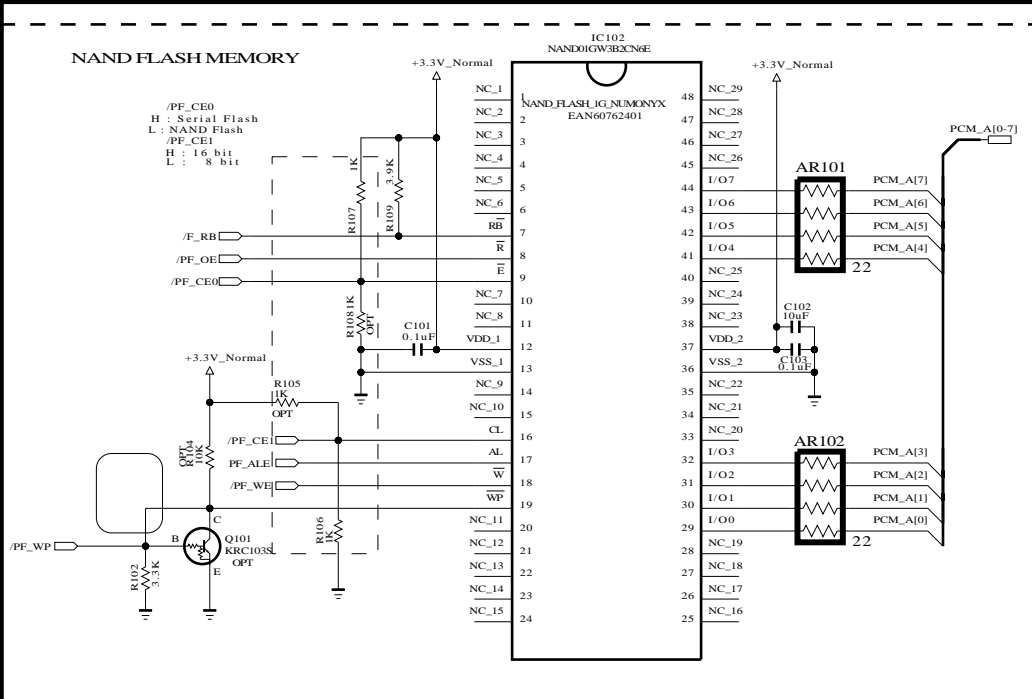 NAND FLASH MEMORY
IC102
NAND01GW3B2CN6E
NAND_FLASH_1G_NUMONYX
EAN60762401
/PF_CE0
H : Serial Flash
L : NAND Flash
/PF_CE1
H : 16 bit
L : 8 bit
+3.3V_Normal
+3.3V_Normal
PCM_A[0-7]
NC_1
1
NC_2
2
NC_3
3
NC_4
4
NC_5
5
NC_6
6
RB
7
R
8
E
9
NC_7
10
NC_8
11
VDD_1
12
VSS_1
13
NC_9
14
NC_10
15
CL
16
AL
17
W
18
WP
19
NC_11
20
NC_12
21
NC_13
22
NC_14
23
NC_15
24
48
NC_29
47
NC_28
46
NC_27
45
NC_26
44
I/O7
43
I/O6
42
I/O5
41
I/O4
40
NC_25
39
NC_24
38
NC_23
37
VDD_2
36
VSS_2
35
NC_22
34
NC_21
33
NC_20
32
I/O3
31
I/O2
30
I/O1
29
I/O0
28
NC_19
27
NC_18
26
NC_17
25
NC_16
AR101
22
PCM_A[7]
PCM_A[6]
PCM_A[5]
PCM_A[4]
C102
10uF
C103
0.1uF
AR102
22
PCM_A[3]
PCM_A[2]
PCM_A[1]
PCM_A[0]
1K
R107
3.9K
R109
/F_RB
/PF_OE
/PF_CE0
R108 1K
OPT
C101
0.1uF
+3.3V_Normal
R105
1K
OPT
OPT
R104
10K
/PF_CE1
PF_ALE
/PF_WE
R106
1K
/PF_WP
B
C
E
Q101
KRC103S
OPT
R102
3.3K